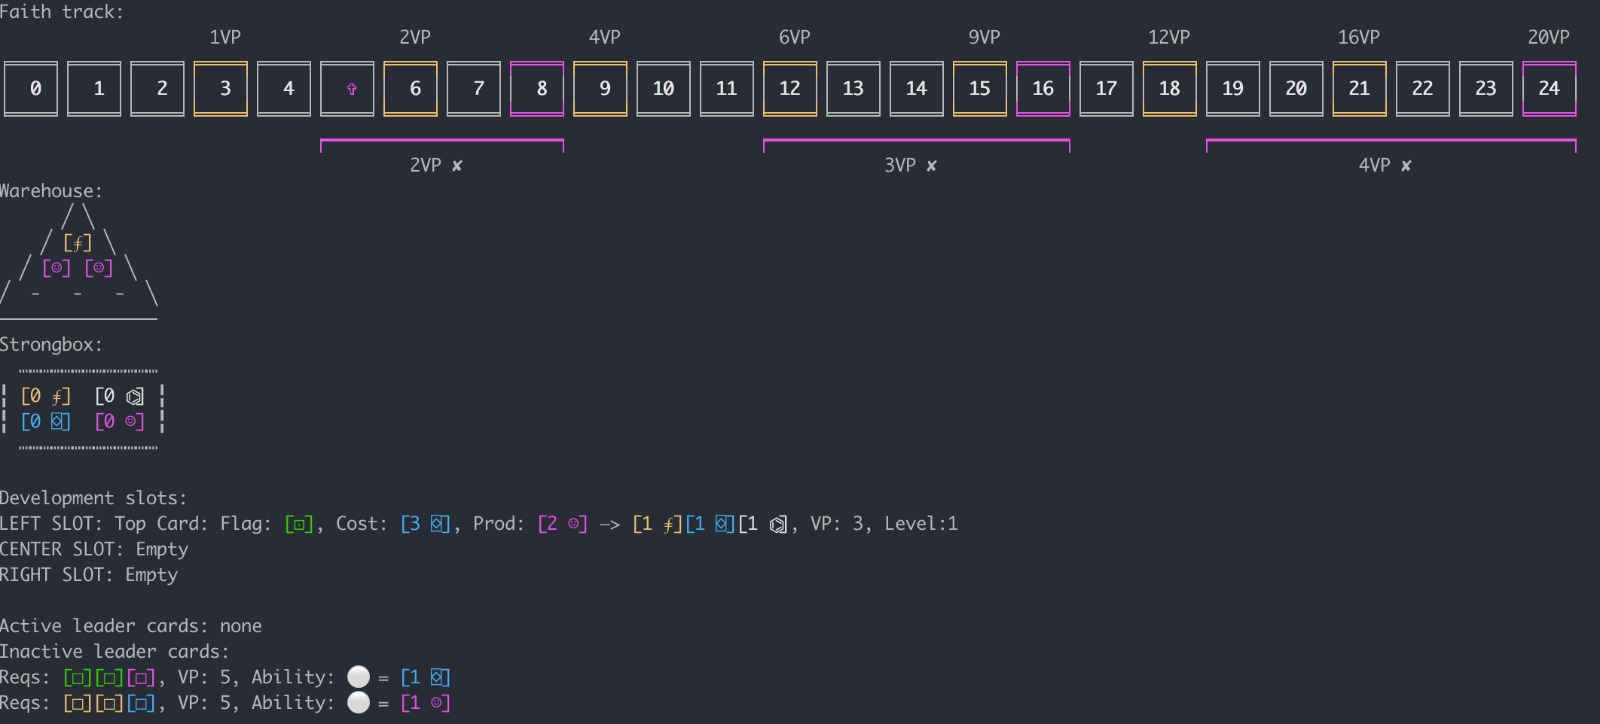 Faith track:
1VP 2VP 4VP 6VP 9VP 12VP 16VP 20VP
0 1 2 3 4 ✞ 6 7 8 9 10 11 12 13 14 15 16 17 18 19 20 21 22 23 24
2VP ✘ 3VP ✘ 4VP ✘
Warehouse:
/ \
/ [⨎] \
/ [☺] [☺] \
/ - - - \
Strongbox:
[0 ⨎] [0 ⌬]
[0 ⛋] [0 ☺]
Development slots:
LEFT SLOT: Top Card: Flag: [⊡], Cost: [3 ⛋], Prod: [2 ☺] —> [1 ⨎][1 ⛋][1 ⌬], VP: 3, Level:1
CENTER SLOT: Empty
RIGHT SLOT: Empty
Active leader cards: none
Inactive leader cards:
Reqs: [□][□][□], VP: 5, Ability: ⚪ = [1 ⛋]
Reqs: [□][□][□], VP: 5, Ability: ⚪ = [1 ☺]